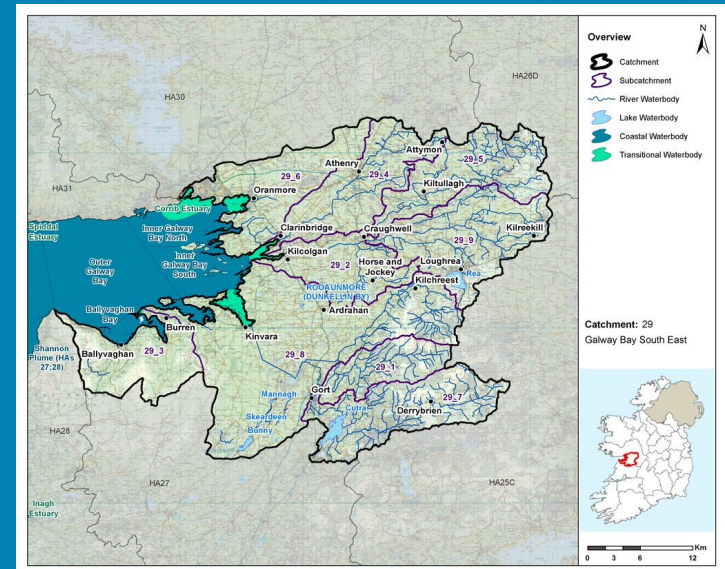 HA30
HA26D
HA31
Attymon
29_5
Athenry
29_4
29_6
Kiltullagh
Oranmore
Corrib Estuary
Spiddal
Estuary
Inner Galway
Bay North
Clarinbridge
Craughwell
Kilreekill
29_9
Outer
Galway
Bay
Inner
Galway Bay
South
Kilcolgan
29_2
Horse and
Jockey
Loughrea
Rea
Kilchreest
ROOAUNMORE
(DUNKELLIN BY)
Ardrahan
Ballyvaghan
Bay
Burren
Kinvara
Shannon
Plume (HAs
27;28)
Ballyvaghan
29_3
29_8
29_1
Mannagh
Gort
Cutra
29_7
Derrybrien
Skeardeen
Bunny
HA28
HA27
HA25C
Inagh
Estuary
Overview
N
Catchment
Subcatchment
River Waterbody
Lake Waterbody
Coastal Waterbody
Transitional Waterbody
Catchment: 29
Galway Bay South East
Km
0 3 6 12